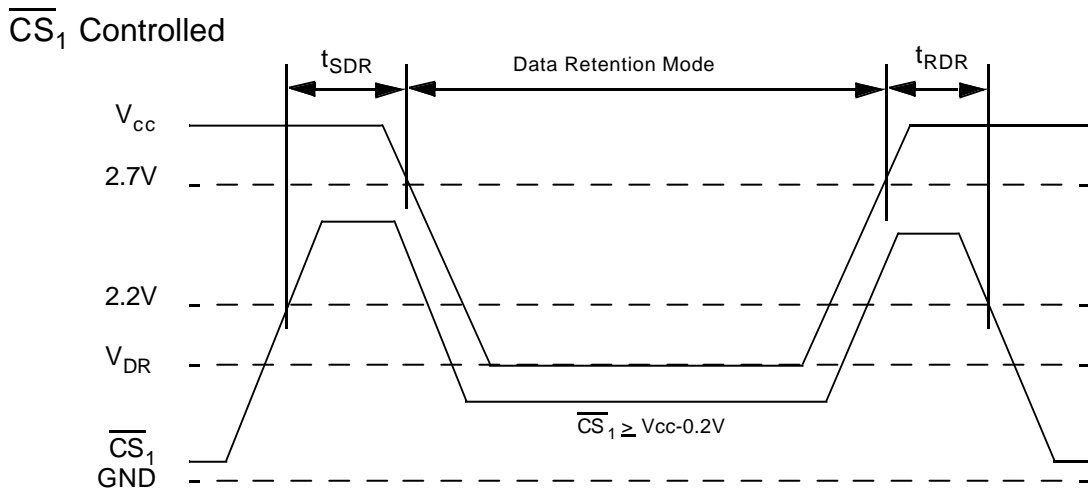 CS₁ Controlled
tSDR
Data Retention Mode
tRDR
Vcc
2.7V
2.2V
VDR
CS₁ ≥ Vcc-0.2V
CS₁
GND